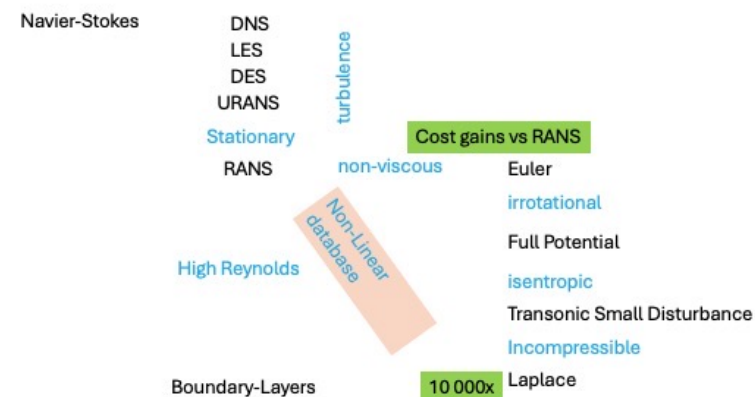 Navier-Stokes
DNS
LES
DES
URANS
turbulence
Stationary
Cost gains vs RANS
RANS
non-viscous
Euler
irrotational
Non-Linear
database
Full Potential
High Reynolds
isentropic
Transonic Small Disturbance
Incompressible
Boundary-Layers
10 000x
Laplace